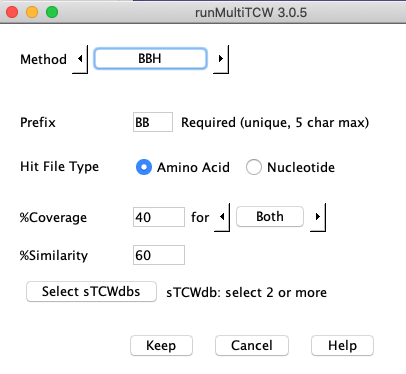 runMultiTCW 3.0.5
Method BBH
Prefix BB Required (unique, 5 char max)
Hit File Type Amino Acid Nucleotide
%Coverage 40 for Both
%Similarity 60
Select sTCWdbs sTCWdb: select 2 or more
Keep Cancel Help